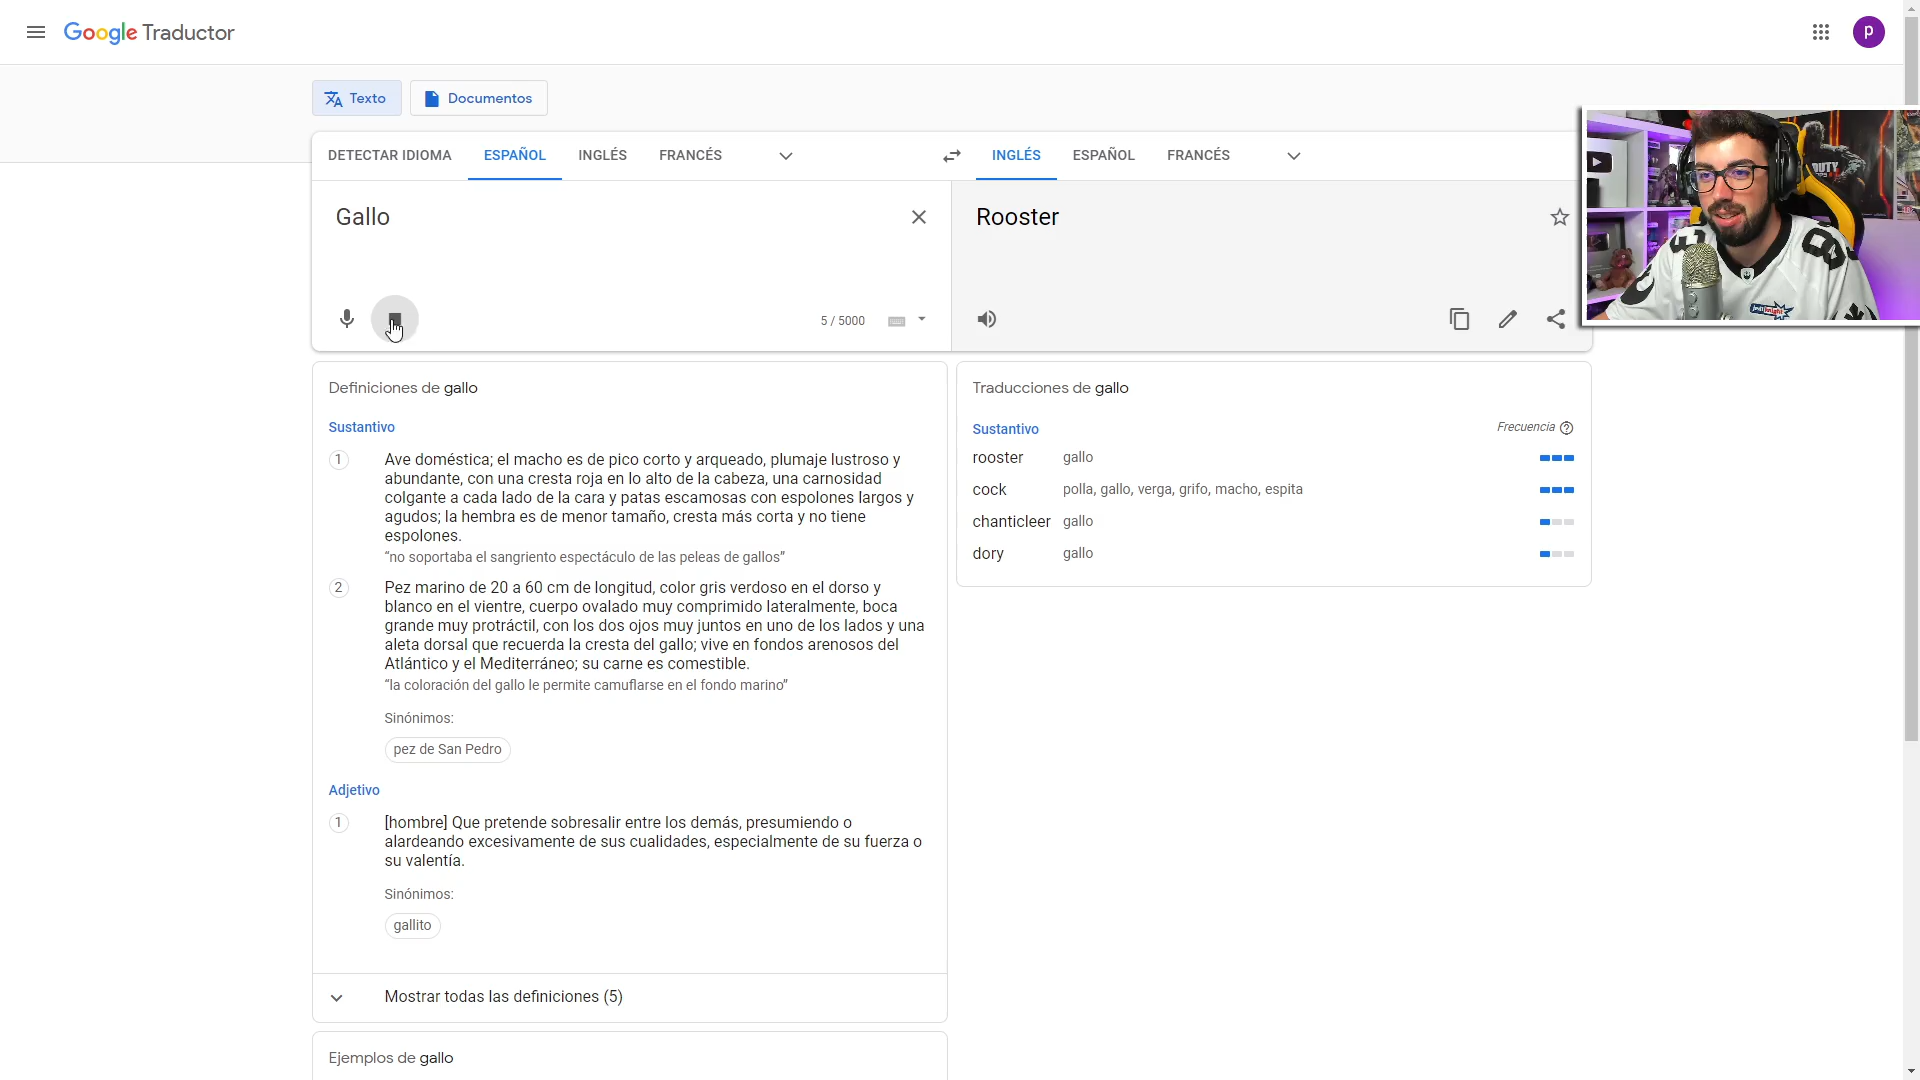 Google Traductor
p
Texto
Documentos
DETECTAR IDIOMA
ESPAÑOL
INGLÉS
FRANCÉS
INGLÉS
ESPAÑOL
FRANCÉS
Gallo
Rooster
5 / 5000
Definiciones de gallo
Sustantivo
1
Ave doméstica; el macho es de pico corto y arqueado, plumaje lustroso y
abundante, con una cresta roja en lo alto de la cabeza, una carnosidad
colgante a cada lado de la cara y patas escamosas con espolones largos y
agudos; la hembra es de menor tamaño, cresta más corta y no tiene
espolones.
“no soportaba el sangriento espectáculo de las peleas de gallos”
2
Pez marino de 20 a 60 cm de longitud, color gris verdoso en el dorso y
blanco en el vientre, cuerpo ovalado muy comprimido lateralmente, boca
grande muy protráctil, con los dos ojos muy juntos en uno de los lados y una
aleta dorsal que recuerda la cresta del gallo; vive en fondos arenosos del
Atlántico y el Mediterráneo; su carne es comestible.
“la coloración del gallo le permite camuflarse en el fondo marino”
Sinónimos:
pez de San Pedro
Adjetivo
1
[hombre] Que pretende sobresalir entre los demás, presumiendo o
alardeando excesivamente de sus cualidades, especialmente de su fuerza o
su valentía.
Sinónimos:
gallito
Mostrar todas las definiciones (5)
Ejemplos de gallo
Traducciones de gallo
Sustantivo
Frecuencia
rooster gallo
cock polla, gallo, verga, grifo, macho, espita
chanticleer gallo
dory gallo
DUTY